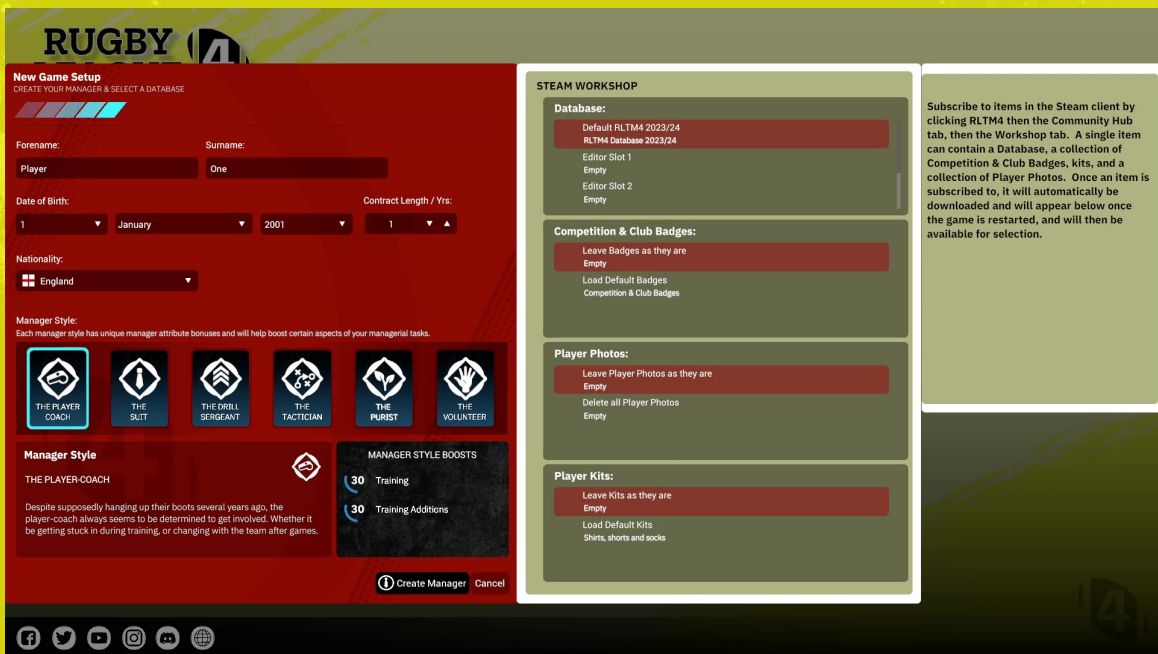 RUGBY
LEAGUE 4
New Game Setup
CREATE YOUR MANAGER & SELECT A DATABASE
Forename:
Surname:
Player
One
Date of Birth:
Contract Length / Yrs:
1
January
2001
1
Nationality:
England
Manager Style:
Each manager style has unique manager attribute bonuses and will help boost certain aspects of your managerial tasks.
THE PLAYER
COACH
THE
SUIT
THE DRILL
SERGEANT
THE
TACTICIAN
THE
PURIST
THE
VOLUNTEER
Manager Style
THE PLAYER-COACH
Despite supposedly hanging up their boots several years ago, the
player-coach always seems to be determined to get involved. Whether it
be getting stuck in during training, or changing with the team after games.
MANAGER STYLE BOOSTS
30 Training
30 Training Additions
Create Manager
Cancel
STEAM WORKSHOP
Database:
Default RLTM4 2023/24
RLTM4 Database 2023/24
Editor Slot 1
Empty
Editor Slot 2
Empty
Competition & Club Badges:
Leave Badges as they are
Empty
Load Default Badges
Competition & Club Badges
Player Photos:
Leave Player Photos as they are
Empty
Delete all Player Photos
Empty
Player Kits:
Leave Kits as they are
Empty
Load Default Kits
Shirts, shorts and socks
Subscribe to items in the Steam client by
clicking RLTM4 then the Community Hub
tab, then the Workshop tab. A single item
can contain a Database, a collection of
Competition & Club Badges, kits, and a
collection of Player Photos. Once an item is
subscribed to, it will automatically be
downloaded and will appear below once
the game is restarted, and will then be
available for selection.
4